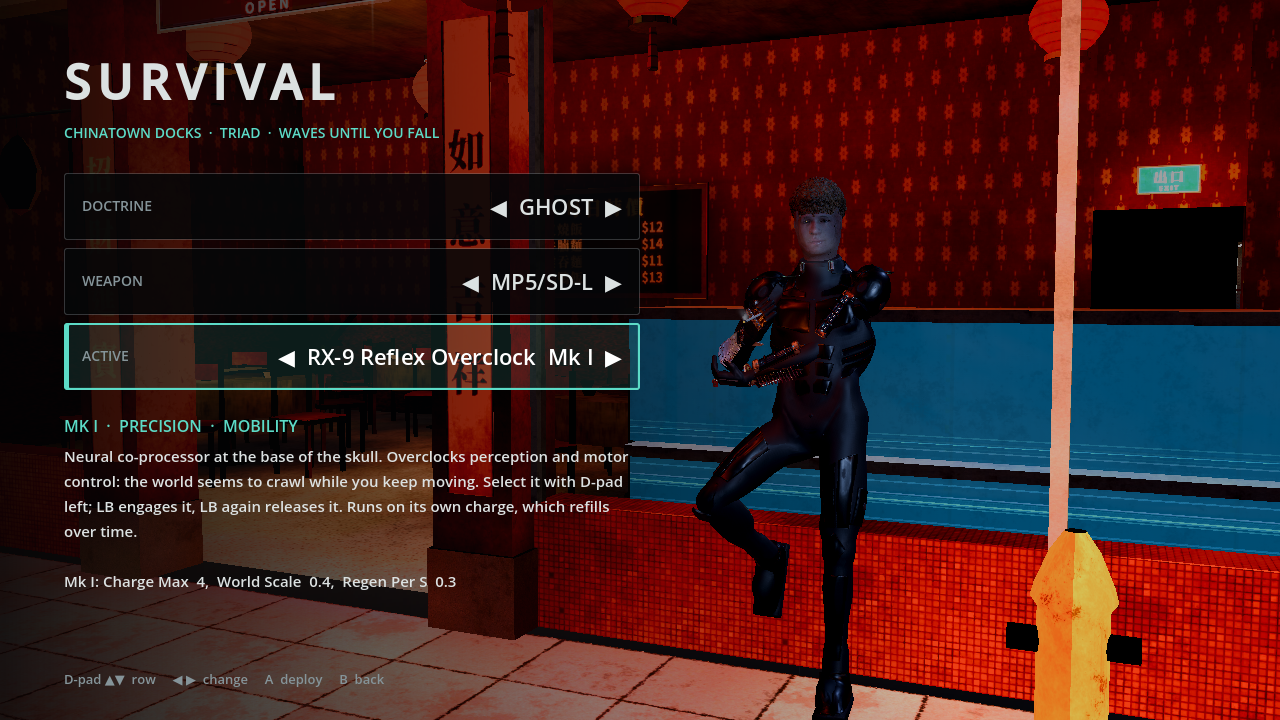 OPEN
SURVIVAL
CHINATOWN DOCKS · TRIAD · WAVES UNTIL YOU FALL
DOCTRINE ◀ GHOST ▶
WEAPON ◀ MP5/SD-L ▶
ACTIVE ◀ RX-9 Reflex Overclock Mk I ▶
MK I · PRECISION · MOBILITY
Neural co-processor at the base of the skull. Overclocks perception and motor
control: the world seems to crawl while you keep moving. Select it with D-pad
left; LB engages it, LB again releases it. Runs on its own charge, which refills
over time.
Mk I: Charge Max 4, World Scale 0.4, Regen Per S 0.3
D-pad ▲▼ row ◀ ▶ change A deploy B back
如
意
吉
祥
$12
$14
$11
$13
出口
EXIT